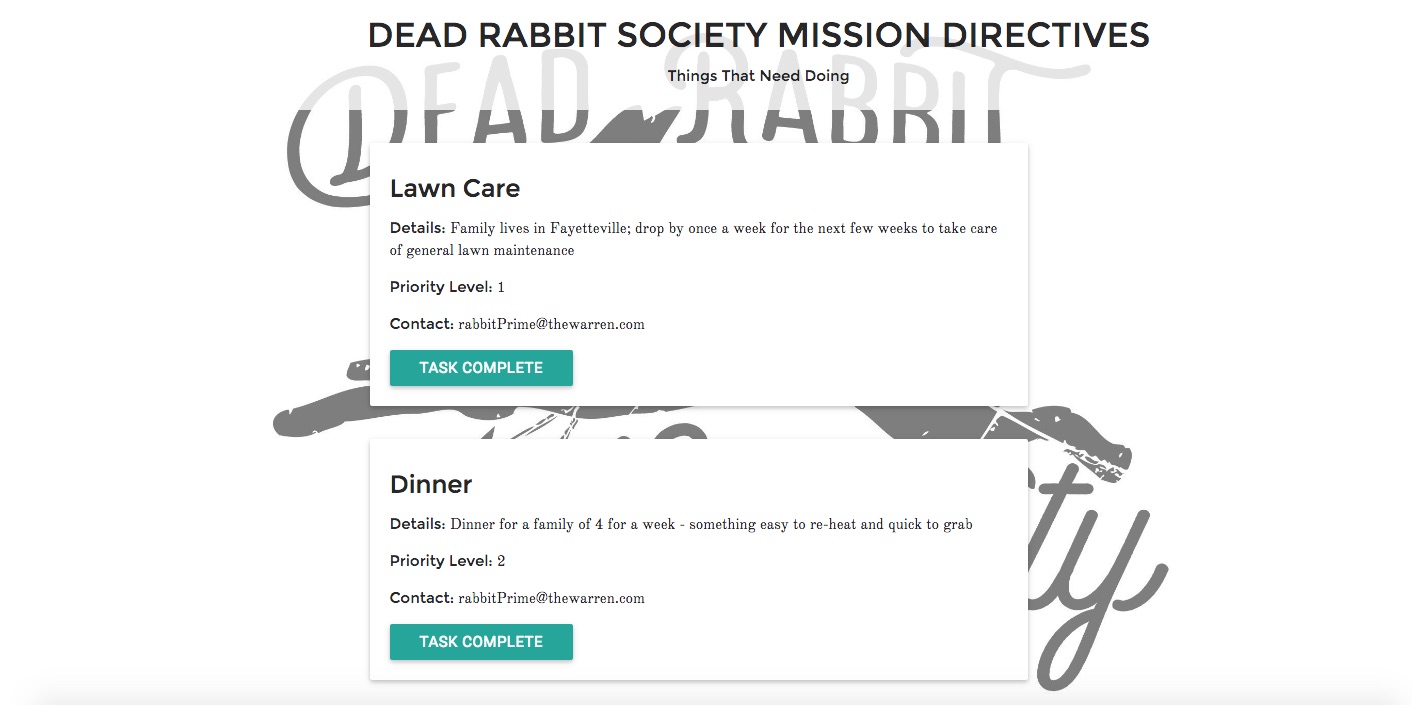 DEAD RABBIT SOCIETY MISSION DIRECTIVES
Things That Need Doing
DEAD RABBIT
Lawn Care
Details: Family lives in Fayetteville; drop by once a week for the next few weeks to take care
of general lawn maintenance
Priority Level: 1
Contact: rabbitPrime@thewarren.com
TASK COMPLETE
Dinner
Details: Dinner for a family of 4 for a week - something easy to re-heat and quick to grab
Priority Level: 2
Contact: rabbitPrime@thewarren.com
TASK COMPLETE